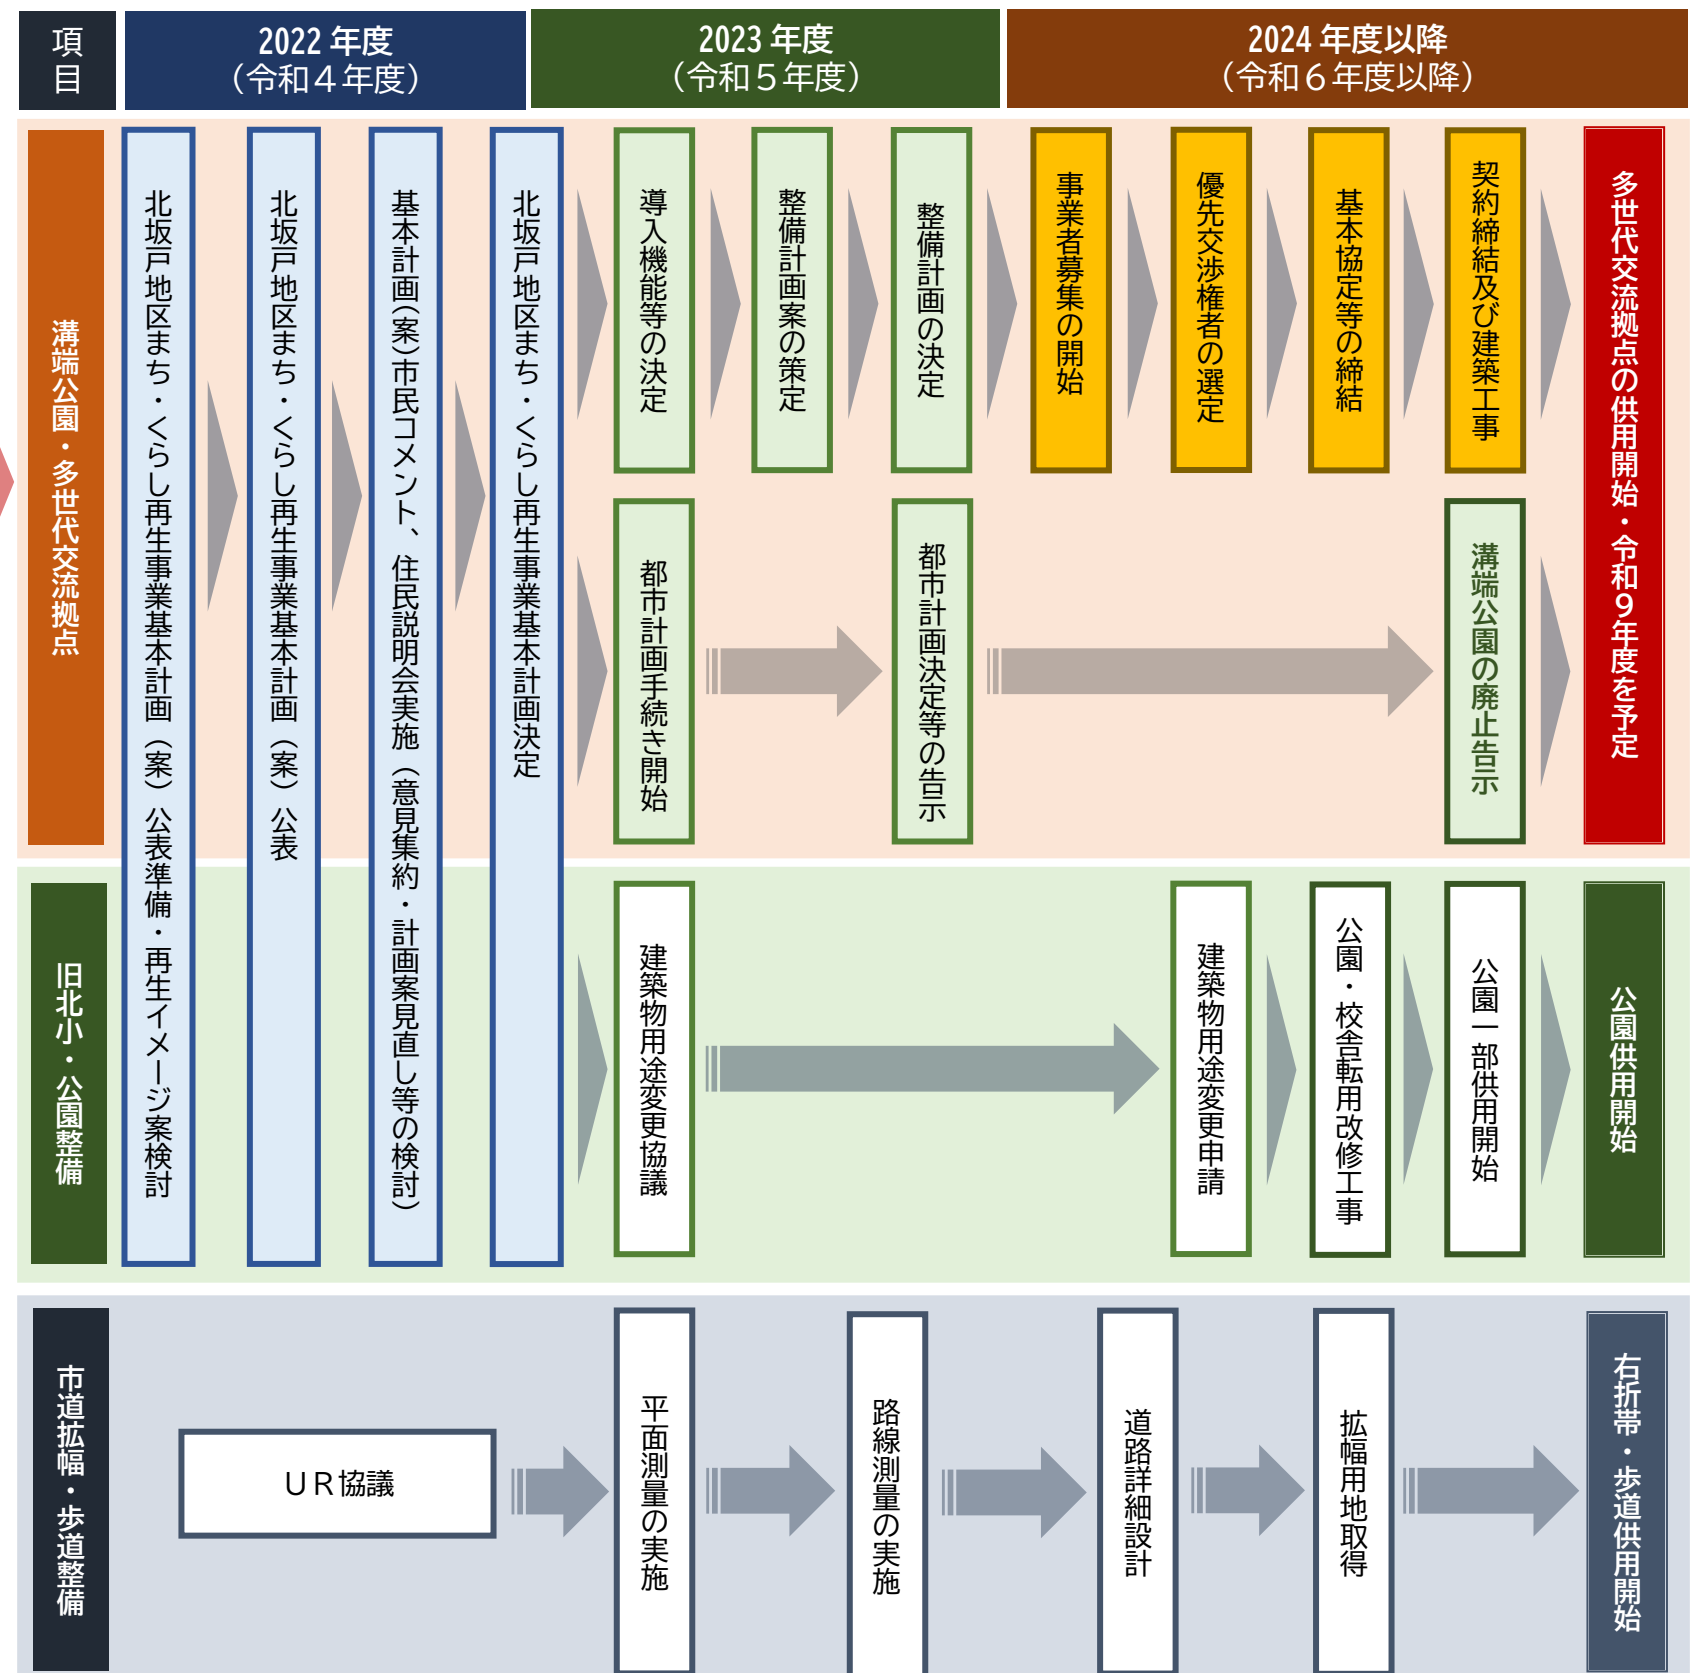 項
目
2022年度
（令和４年度）
2023年度
（令和５年度）
2024年度以降
（令和６年度以降）
溝端公園・多世代交流拠点
北坂戸地区まち・くらし再生事業基本計画（案）公表準備・再生イメージ案検討
北坂戸地区まち・くらし再生事業基本計画（案）公表
基本計画（案）市民コメント、住民説明会実施（意見集約・計画案見直し等の検討）
北坂戸地区まち・くらし再生事業基本計画決定
導入機能等の決定
整備計画案の策定
整備計画の決定
事業者募集の開始
優先交渉権者の選定
基本協定等の締結
契約締結及び建築工事
多世代交流拠点の供用開始・令和９年度を予定
都市計画手続き開始
都市計画決定等の告示
溝端公園の廃止告示
旧北小・公園整備
建築物用途変更協議
建築物用途変更申請
公園・校舎転用改修工事
公園一部供用開始
公園供用開始
市道拡幅・歩道整備
ＵＲ協議
平面測量の実施
路線測量の実施
道路詳細設計
拡幅用地取得
右折帯・歩道供用開始